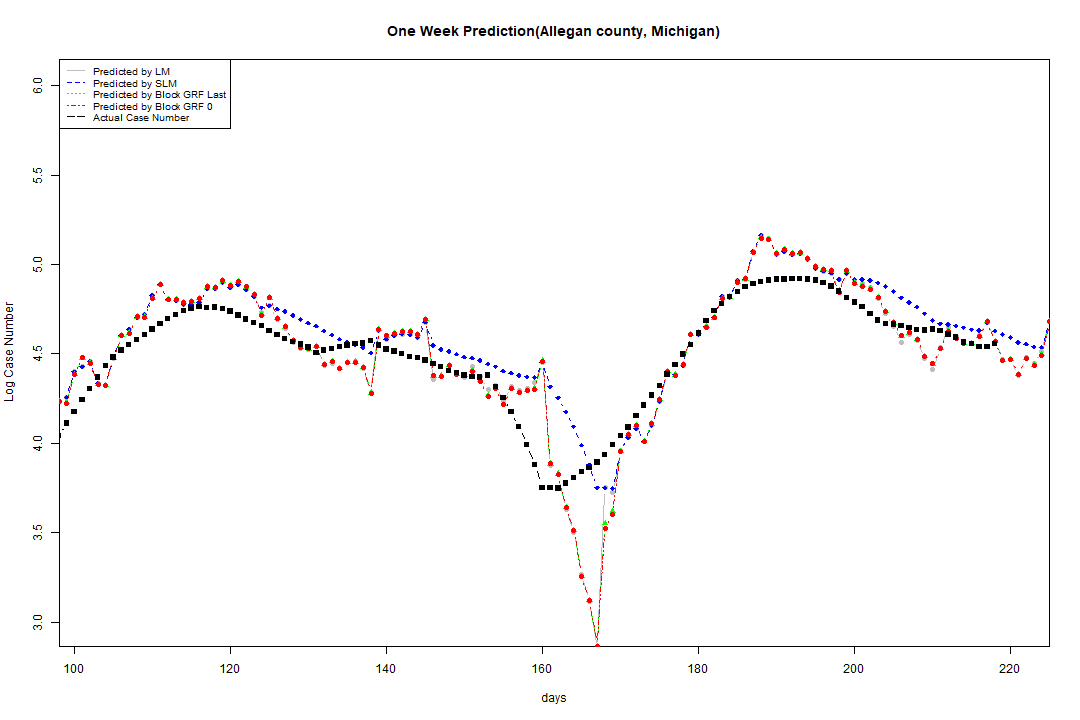 One Week Prediction(Allegan county, Michigan)
Predicted by LM
Predicted by SLM
Predicted by Block GRF Last
Predicted by Block GRF 0
Actual Case Number
Log Case Number
6.0
5.5
5.0
4.5
4.0
3.5
3.0
100 120 140 160 180 200 220
days